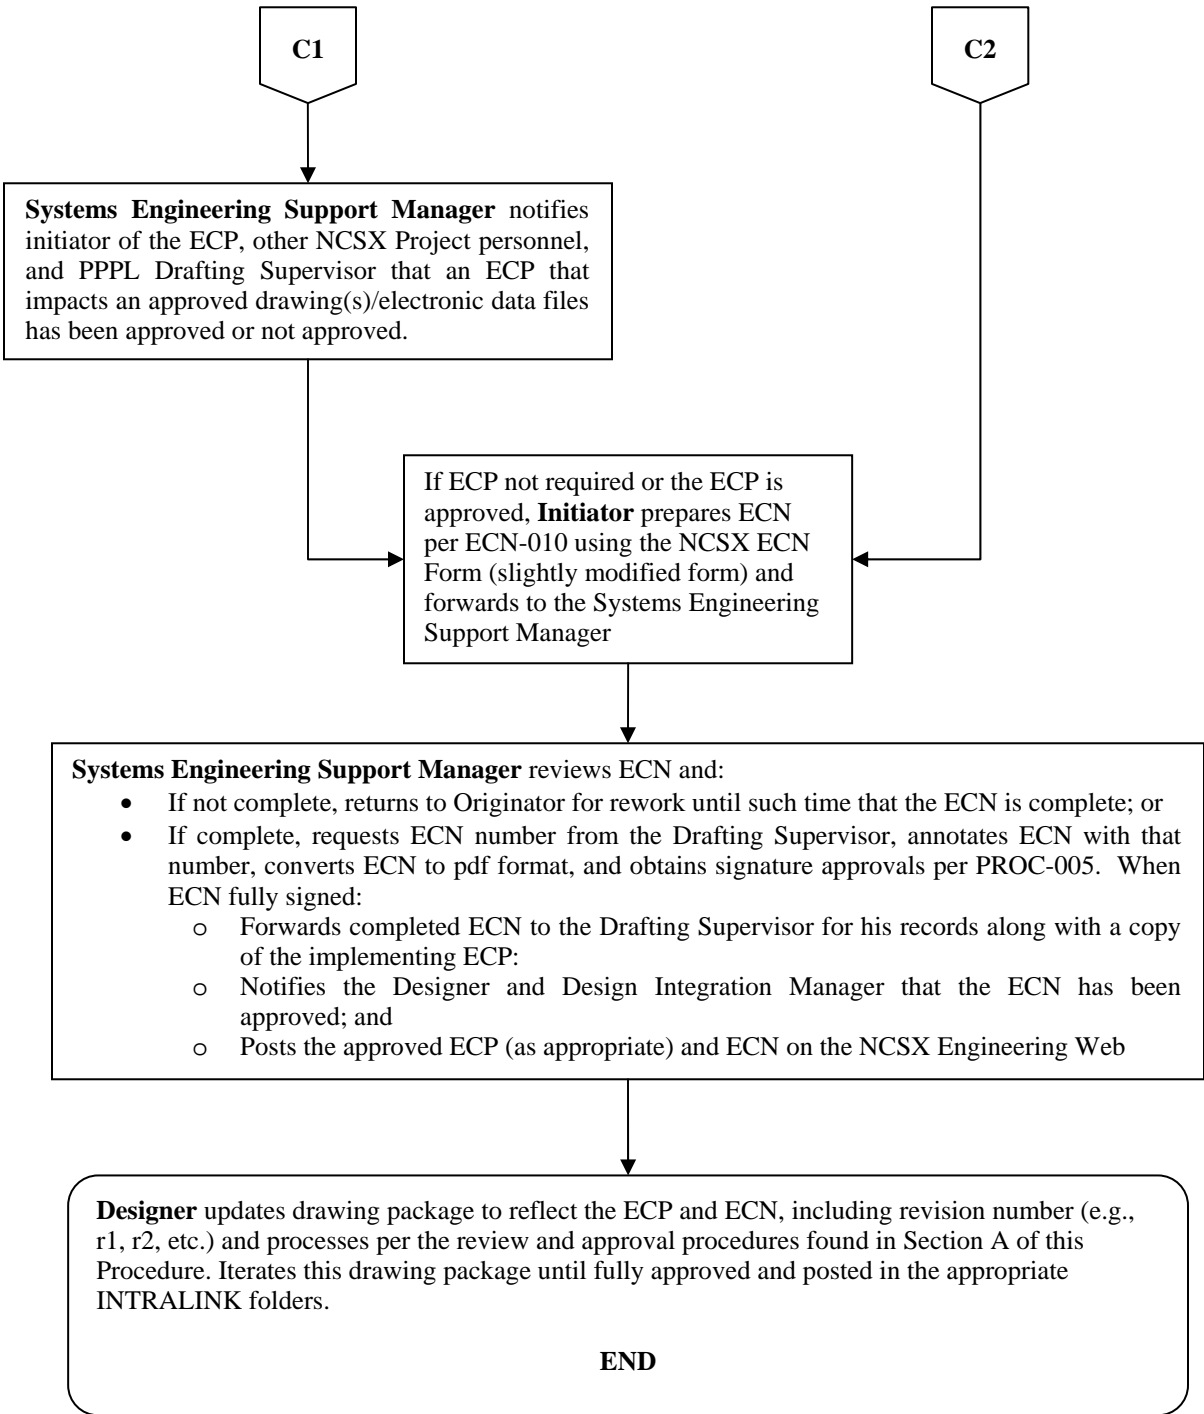 C1
C2
Systems Engineering Support Manager notifies
initiator of the ECP, other NCSX Project personnel,
and PPPL Drafting Supervisor that an ECP that
impacts an approved drawing(s)/electronic data files
has been approved or not approved.
If ECP not required or the ECP is
approved, Initiator prepares ECN
per ECN-010 using the NCSX ECN
Form (slightly modified form) and
forwards to the Systems Engineering
Support Manager
Systems Engineering Support Manager reviews ECN and:
• If not complete, returns to Originator for rework until such time that the ECN is complete; or
• If complete, requests ECN number from the Drafting Supervisor, annotates ECN with that
number, converts ECN to pdf format, and obtains signature approvals per PROC-005. When
ECN fully signed:
o Forwards completed ECN to the Drafting Supervisor for his records along with a copy
of the implementing ECP:
o Notifies the Designer and Design Integration Manager that the ECN has been
approved; and
o Posts the approved ECP (as appropriate) and ECN on the NCSX Engineering Web
Designer updates drawing package to reflect the ECP and ECN, including revision number (e.g.,
r1, r2, etc.) and processes per the review and approval procedures found in Section A of this
Procedure. Iterates this drawing package until fully approved and posted in the appropriate
INTRALINK folders.
END